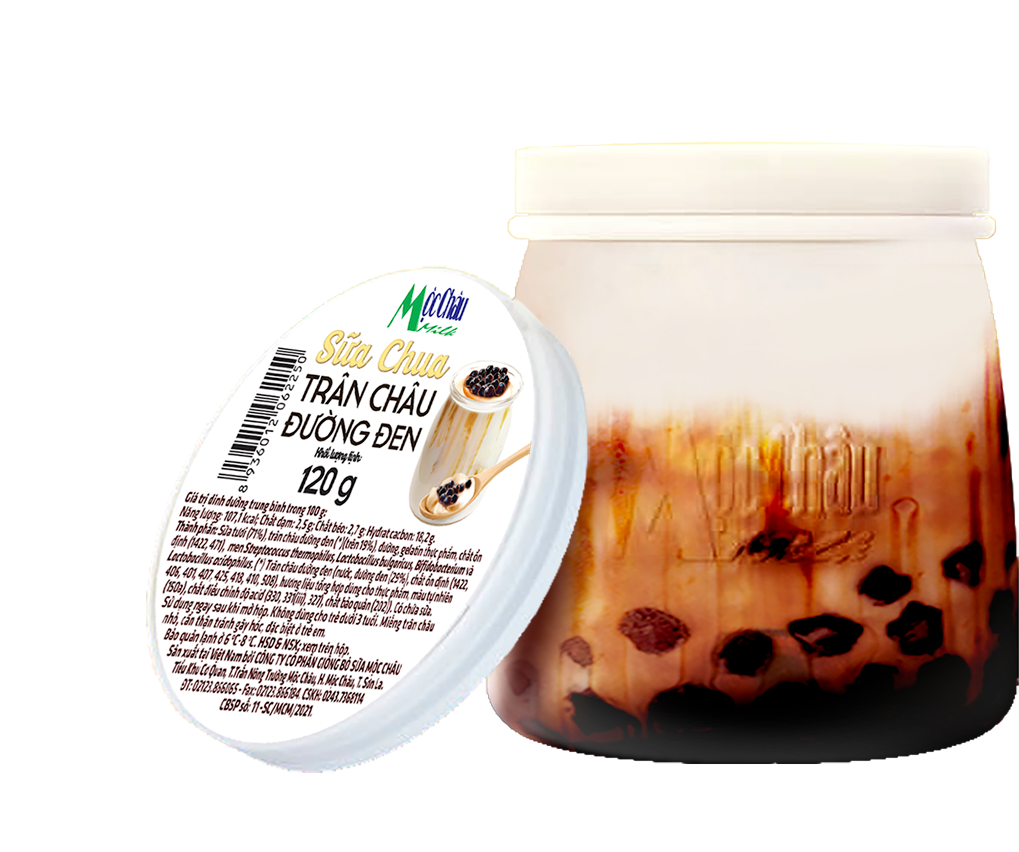 Mộc Châu
Milk
Sữa Chua
TRÂN CHÂU
ĐƯỜNG ĐEN
Khối lượng tịnh:
120 g
8 936012 062250
Giá trị dinh dưỡng trung bình trong 100 g:
Năng lượng: 107,1 kcal; Chất đạm: 2,5 g; Chất béo: 2,7 g; Hydrat cacbon: 18,2 g.
Thành phần: Sữa tươi (71%), trân châu đường đen (*)(trên 19%), đường, gelatin thực phẩm, chất ổn
định (1422, 471), men Streptococcus thermophilus, Lactobacillus bulgaricus, Bifidobacterium và
Lactobacillus acidophilus. (*) Trân châu đường đen (nước, đường đen (25%), chất ổn định (1422,
406, 401, 407, 425, 418, 410, 508), hương liệu tổng hợp dùng cho thực phẩm, màu tự nhiên
(150a), chất điều chỉnh độ acid (330, 331(iii), 327), chất bảo quản (202)). Có chứa sữa.
Sử dụng ngay sau khi mở hộp. Không dùng cho trẻ dưới 3 tuổi. Miếng trân châu
nhỏ, cẩn thận tránh gây hóc, đặc biệt ở trẻ em.
Bảo quản lạnh ở 6 °C-8 °C. HSD & NSX: xem trên hộp.
Sản xuất tại Việt Nam bởi CÔNG TY CỔ PHẦN GIỐNG BÒ SỮA MỘC CHÂU
Tiểu Khu Cơ Quan, T.Trấn Nông Trường Mộc Châu, H. Mộc Châu, T. Sơn La.
ĐT: 02123.866065 - Fax: 02123.866184. CSKH: 0243.7368114
CBSP số: 11 -SC/MCM/2021.
Mộc Châu